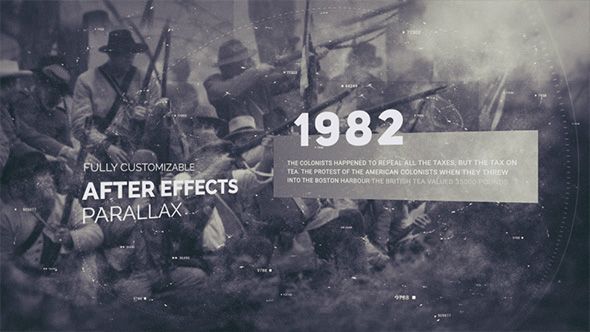 FULLY CUSTOMIZABLE
AFTER EFFECTS
PARALLAX
1982
THE COLONISTS HAPPENED TO REPEAL ALL THE TAXES, BUT THE TAX ON
TEA. THE PROTEST OF THE AMERICAN COLONISTS WHEN THEY THREW
INTO THE BOSTON HARBOUR THE BRITISH TEA VALUED 35000 POUNDS
9788
9788